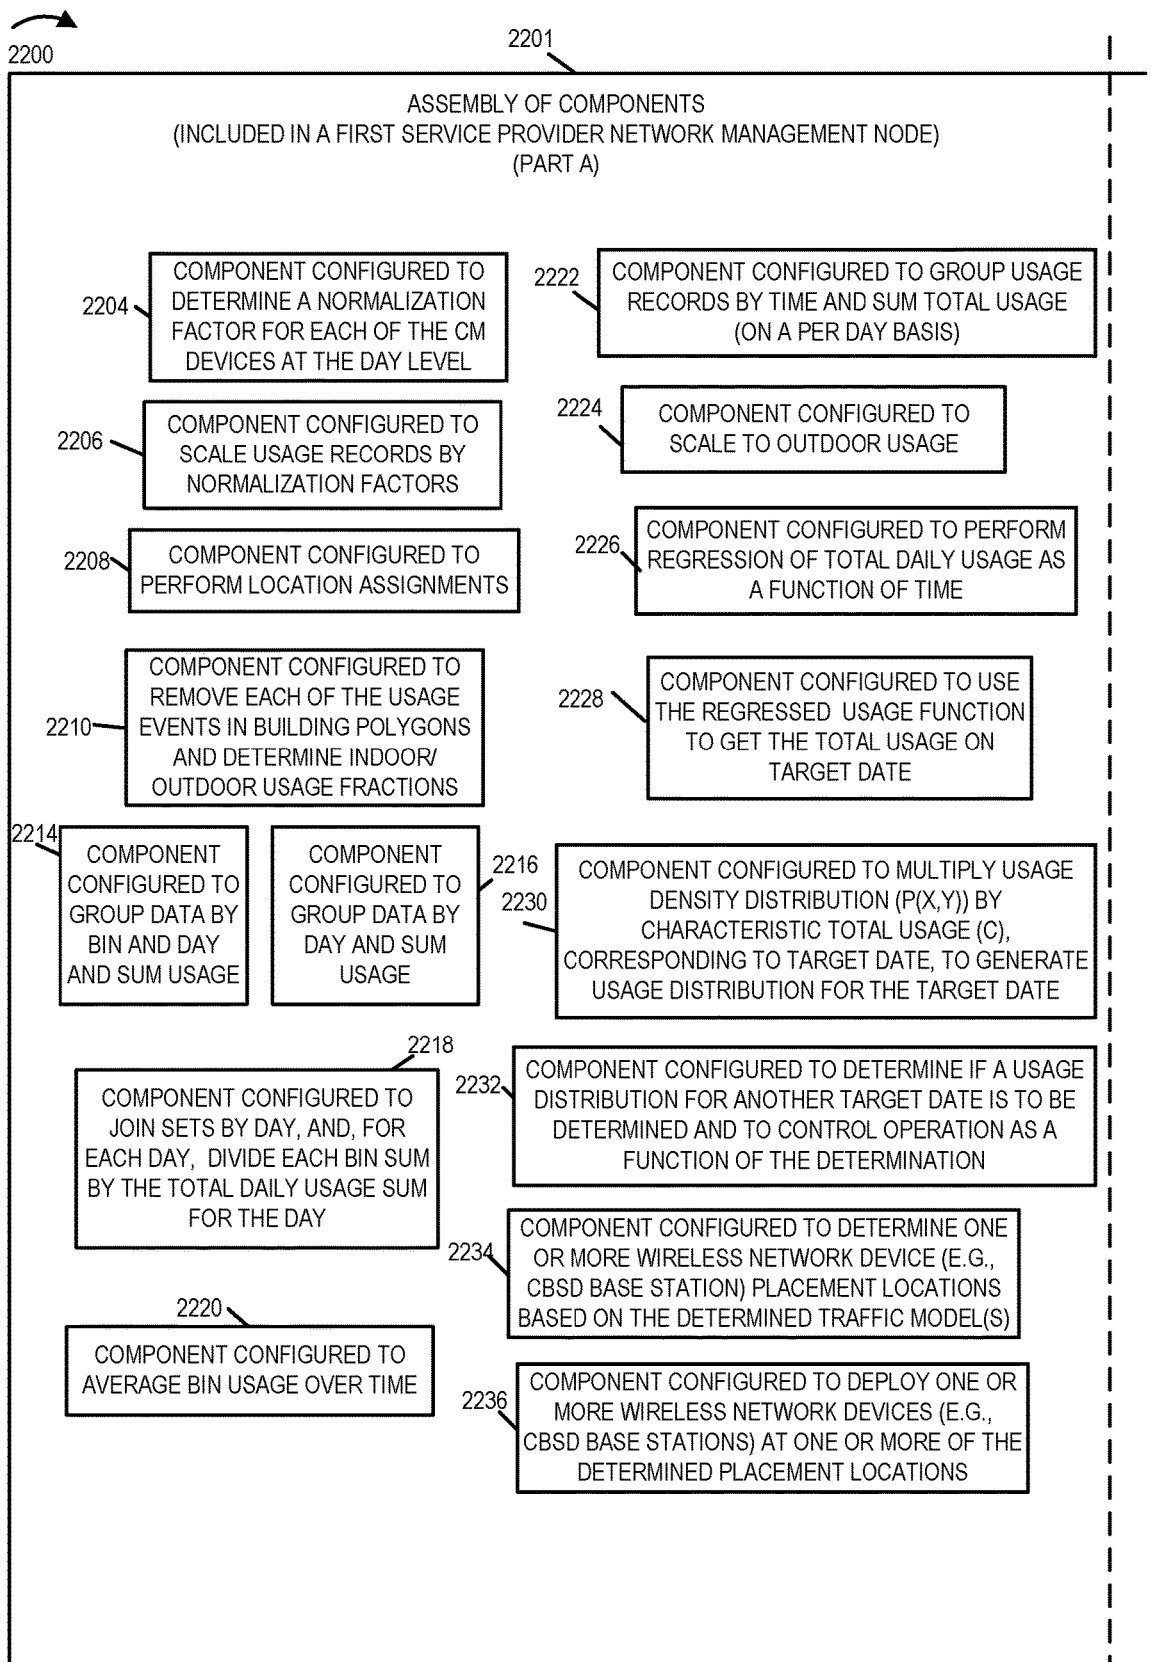 2200
2201
ASSEMBLY OF COMPONENTS
(INCLUDED IN A FIRST SERVICE PROVIDER NETWORK MANAGEMENT NODE)
(PART A)
2204
COMPONENT CONFIGURED TO
DETERMINE A NORMALIZATION
FACTOR FOR EACH OF THE CM
DEVICES AT THE DAY LEVEL
2206
COMPONENT CONFIGURED TO
SCALE USAGE RECORDS BY
NORMALIZATION FACTORS
2208
COMPONENT CONFIGURED TO
PERFORM LOCATION ASSIGNMENTS
2210
COMPONENT CONFIGURED TO
REMOVE EACH OF THE USAGE
EVENTS IN BUILDING POLYGONS
AND DETERMINE INDOOR/
OUTDOOR USAGE FRACTIONS
2214
COMPONENT
CONFIGURED TO
GROUP DATA BY
BIN AND DAY
AND SUM USAGE
2216
COMPONENT
CONFIGURED TO
GROUP DATA BY
DAY AND SUM
USAGE
2218
COMPONENT CONFIGURED TO
JOIN SETS BY DAY, AND, FOR
EACH DAY, DIVIDE EACH BIN SUM
BY THE TOTAL DAILY USAGE SUM
FOR THE DAY
2220
COMPONENT CONFIGURED TO
AVERAGE BIN USAGE OVER TIME
2222
COMPONENT CONFIGURED TO GROUP USAGE
RECORDS BY TIME AND SUM TOTAL USAGE
(ON A PER DAY BASIS)
2224
COMPONENT CONFIGURED TO
SCALE TO OUTDOOR USAGE
2226
COMPONENT CONFIGURED TO PERFORM
REGRESSION OF TOTAL DAILY USAGE AS
A FUNCTION OF TIME
2228
COMPONENT CONFIGURED TO USE
THE REGRESSED USAGE FUNCTION
TO GET THE TOTAL USAGE ON
TARGET DATE
2230
COMPONENT CONFIGURED TO MULTIPLY USAGE
DENSITY DISTRIBUTION (P(X,Y)) BY
CHARACTERISTIC TOTAL USAGE (C),
CORRESPONDING TO TARGET DATE, TO GENERATE
USAGE DISTRIBUTION FOR THE TARGET DATE
2232
COMPONENT CONFIGURED TO DETERMINE IF A USAGE
DISTRIBUTION FOR ANOTHER TARGET DATE IS TO BE
DETERMINED AND TO CONTROL OPERATION AS A
FUNCTION OF THE DETERMINATION
2234
COMPONENT CONFIGURED TO DETERMINE ONE
OR MORE WIRELESS NETWORK DEVICE (E.G.,
CBSD BASE STATION) PLACEMENT LOCATIONS
BASED ON THE DETERMINED TRAFFIC MODEL(S)
2236
COMPONENT CONFIGURED TO DEPLOY ONE OR
MORE WIRELESS NETWORK DEVICES (E.G.,
CBSD BASE STATIONS) AT ONE OR MORE OF THE
DETERMINED PLACEMENT LOCATIONS